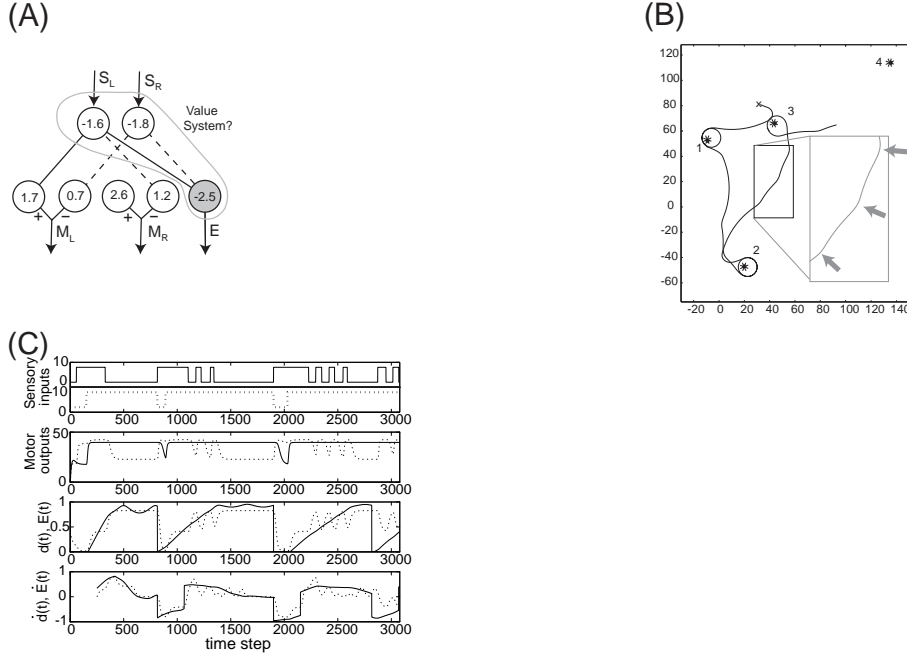 (A)
S_L S_R
Value
System?
-1.6 -1.8
1.7 0.7 2.6 1.2 -2.5
+ − + −
M_L M_R E
(B)
120
100
80
60
40
20
0
-20
-40
-60
-20 0 20 40 60 80 100 120 140
1
2
3
4
(C)
Sensory
inputs
10
0
10
0
0 500 1000 1500 2000 2500 3000
Motor
outputs
50
0
0 500 1000 1500 2000 2500 3000
d(t), E(t)
1
0.5
0
0 500 1000 1500 2000 2500 3000
ḋ(t), Ė(t)
1
0
-1
0 500 1000 1500 2000 2500 3000
time step